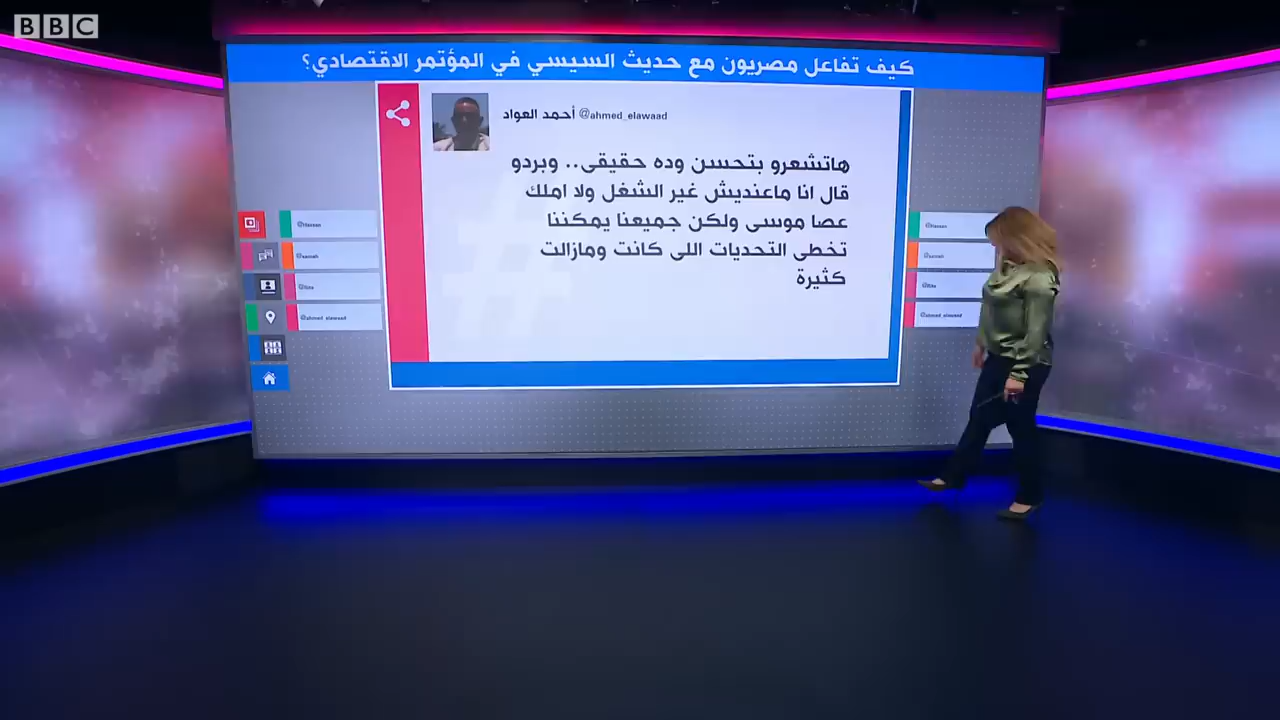 BBC
كيف تفاعل مصريون مع حديث السيسي في المؤتمر الاقتصادي؟
أحمد العواد @ahmed_elawaad
هاتشعرو بتحسن وده حقيقى.. وبردو
قال انا ماعنديش غير الشغل ولا املك
عصا موسى ولكن جميعنا يمكننا
تخطى التحديات اللى كانت ومازالت
كثيرة
@ahmed_elawaad
@ahmed_elawaad